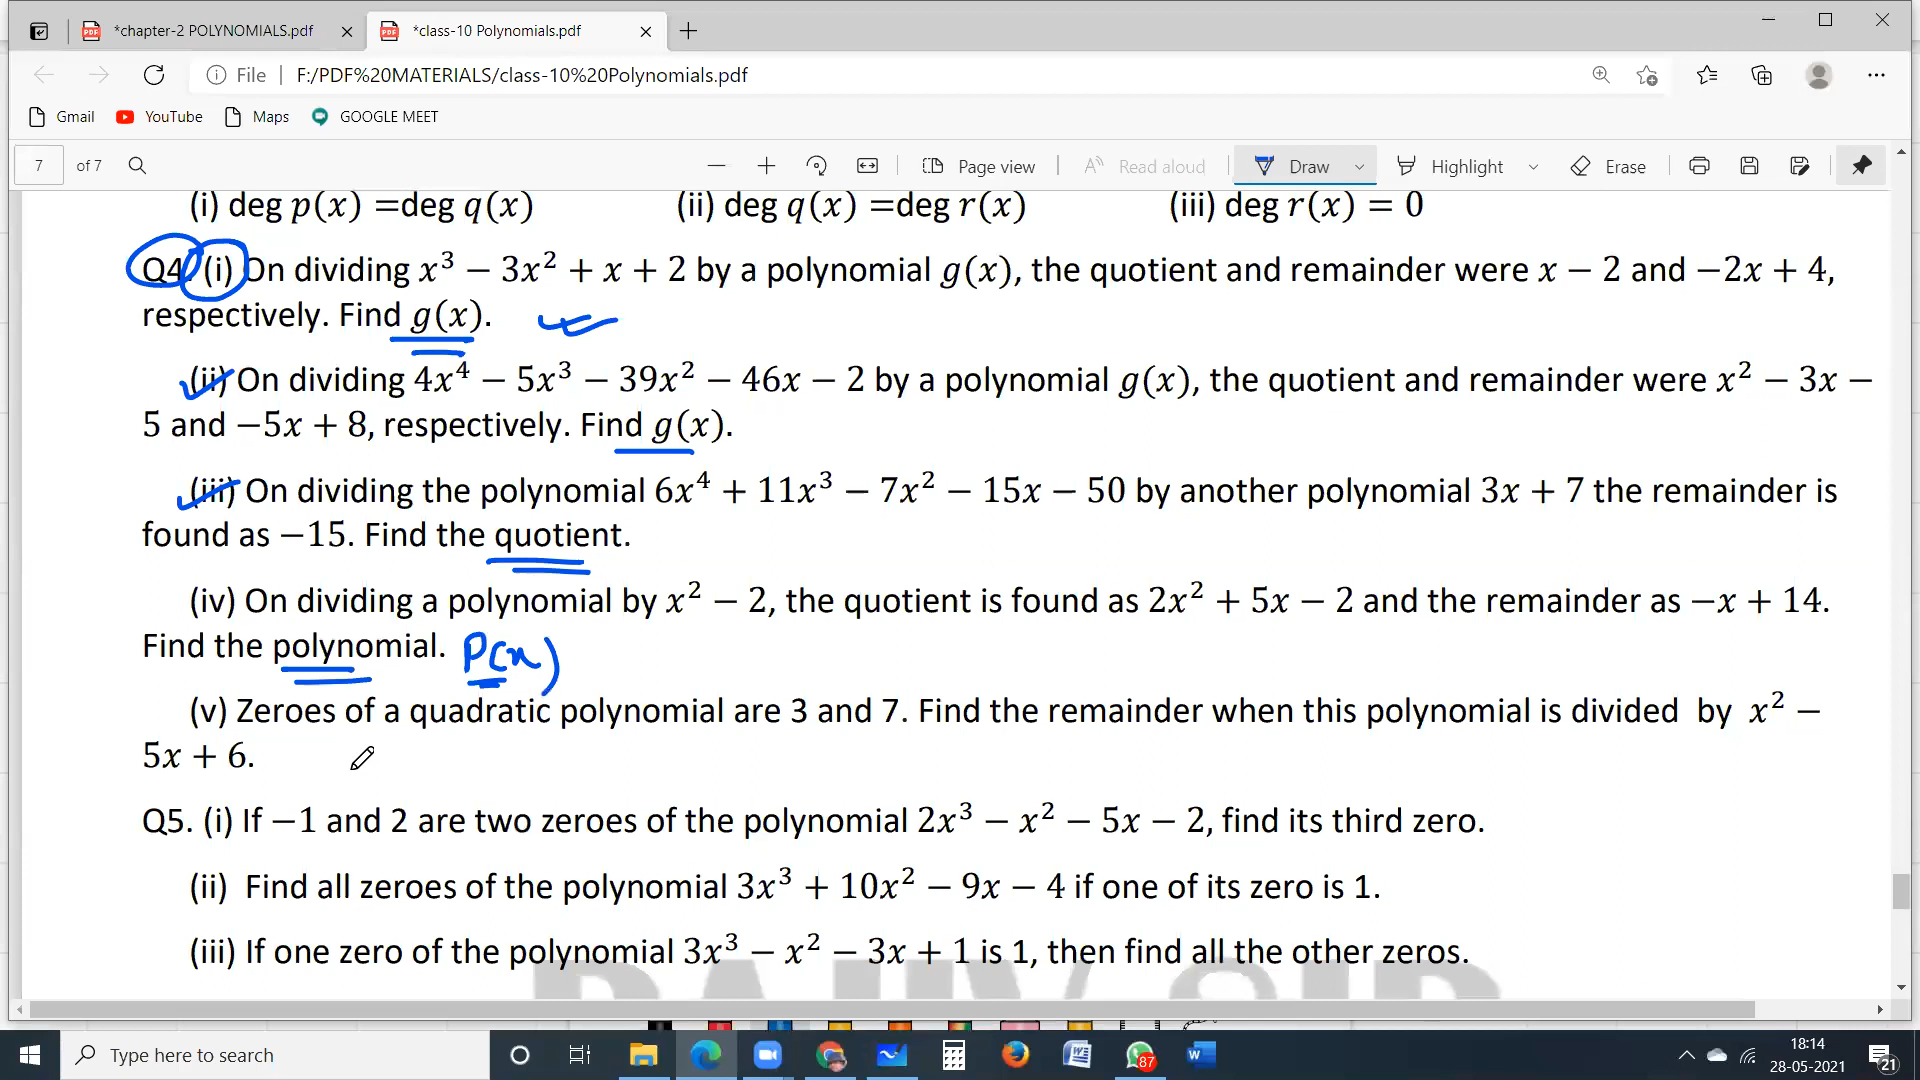 *chapter-2 POLYNOMIALS.pdf
*class-10 Polynomials.pdf
File
F:/PDF%20MATERIALS/class-10%20Polynomials.pdf
Gmail
YouTube
Maps
GOOGLE MEET
7 of 7
Page view
Read aloud
Draw
Highlight
Erase
(i) deg p(x) =deg q(x) (ii) deg q(x) =deg r(x) (iii) deg r(x) = 0
Q4. (i) On dividing x³ − 3x² + x + 2 by a polynomial g(x), the quotient and remainder were x − 2 and −2x + 4,
respectively. Find g(x).
(ii) On dividing 4x⁴ − 5x³ − 39x² − 46x − 2 by a polynomial g(x), the quotient and remainder were x² − 3x −
5 and −5x + 8, respectively. Find g(x).
(iii) On dividing the polynomial 6x⁴ + 11x³ − 7x² − 15x − 50 by another polynomial 3x + 7 the remainder is
found as −15. Find the quotient.
(iv) On dividing a polynomial by x² − 2, the quotient is found as 2x² + 5x − 2 and the remainder as −x + 14.
Find the polynomial. P(x)
(v) Zeroes of a quadratic polynomial are 3 and 7. Find the remainder when this polynomial is divided by x² −
5x + 6.
Q5. (i) If −1 and 2 are two zeroes of the polynomial 2x³ − x² − 5x − 2, find its third zero.
(ii) Find all zeroes of the polynomial 3x³ + 10x² − 9x − 4 if one of its zero is 1.
(iii) If one zero of the polynomial 3x³ − x² − 3x + 1 is 1, then find all the other zeros.
Type here to search
87
18:14
28-05-2021
21